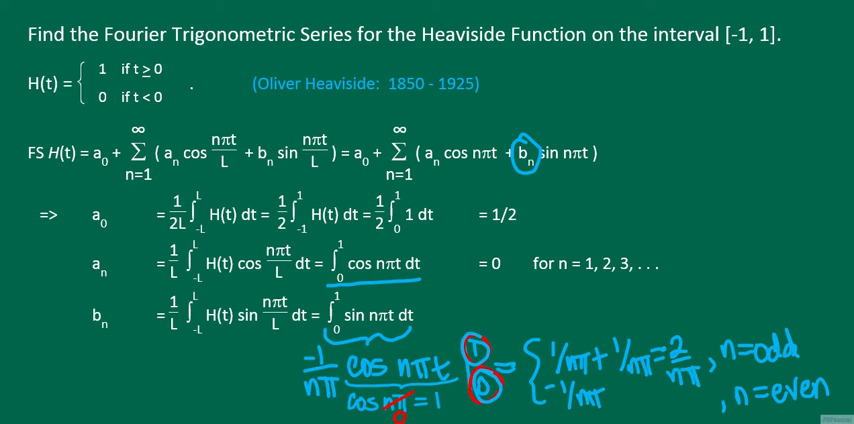 Find the Fourier Trigonometric Series for the Heaviside Function on the interval [-1, 1].
H(t) = { 1 if t ≥ 0
0 if t < 0 .
(Oliver Heaviside: 1850 - 1925)
FS H(t) = a₀ + ∑_{n=1}^{∞} ( aₙ cos nπt/L + bₙ sin nπt/L ) = a₀ + ∑_{n=1}^{∞} ( aₙ cos nπt + bₙ sin nπt )
=> a₀ = 1/2L ∫_{-L}^{L} H(t) dt = 1/2 ∫_{-1}^{1} H(t) dt = 1/2 ∫_{0}^{1} 1 dt = 1/2
aₙ = 1/L ∫_{-L}^{L} H(t) cos nπt/L dt = ∫_{0}^{1} cos nπt dt = 0 for n = 1, 2, 3, . . .
bₙ = 1/L ∫_{-L}^{L} H(t) sin nπt/L dt = ∫_{0}^{1} sin nπt dt
-1/nπ cos nπt |_{0}^{1} = { 1/nπ + 1/nπ = 2/nπ , n = odd
-1/nπ , n = even
cos nπ = 1
0